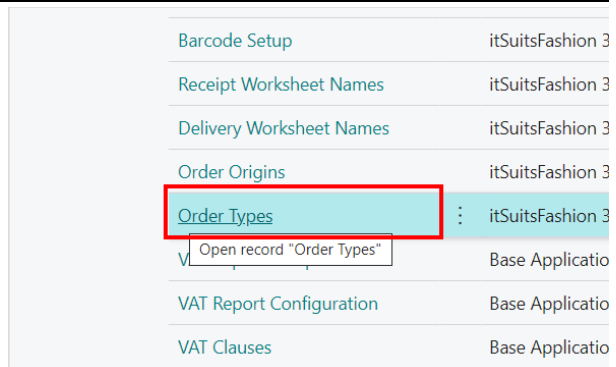 Barcode Setup itSuitsFashion 3
Receipt Worksheet Names itSuitsFashion 3
Delivery Worksheet Names itSuitsFashion 3
Order Origins itSuitsFashion 3
Order Types itSuitsFashion 3
Open record "Order Types"
Base Applicatio
VAT Report Configuration Base Applicatio
VAT Clauses Base Applicatio